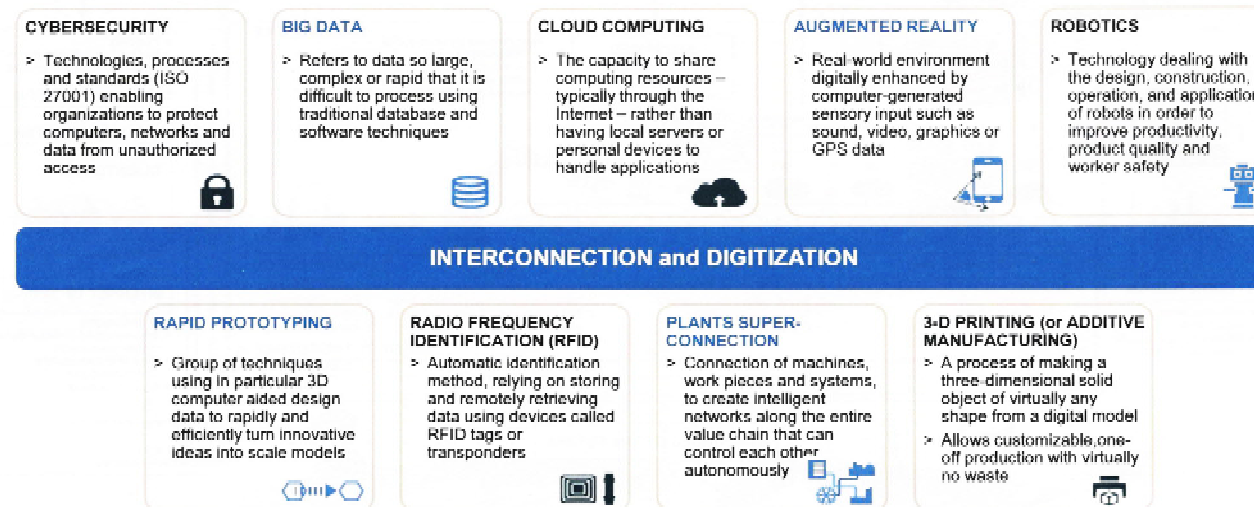 CYBERSECURITY
> Technologies, processes
and standards (ISO
27001) enabling
organizations to protect
computers, networks and
data from unauthorized
access
BIG DATA
> Refers to data so large,
complex or rapid that it is
difficult to process using
traditional database and
software techniques
CLOUD COMPUTING
> The capacity to share
computing resources –
typically through the
Internet – rather than
having local servers or
personal devices to
handle applications
AUGMENTED REALITY
> Real-world environment
digitally enhanced by
computer-generated
sensory input such as
sound, video, graphics or
GPS data
ROBOTICS
> Technology dealing with
the design, construction,
operation, and application
of robots in order to
improve productivity,
product quality and
worker safety
INTERCONNECTION and DIGITIZATION
RAPID PROTOTYPING
> Group of techniques
using in particular 3D
computer aided design
data to rapidly and
efficiently turn innovative
ideas into scale models
RADIO FREQUENCY
IDENTIFICATION (RFID)
> Automatic identification
method, relying on storing
and remotely retrieving
data using devices called
RFID tags or
transponders
PLANTS SUPER-
CONNECTION
> Connection of machines,
work pieces and systems,
to create intelligent
networks along the entire
value chain that can
control each other
autonomously
3-D PRINTING (or ADDITIVE
MANUFACTURING)
> A process of making a
three-dimensional solid
object of virtually any
shape from a digital model
> Allows customizable,one-
off production with virtually
no waste